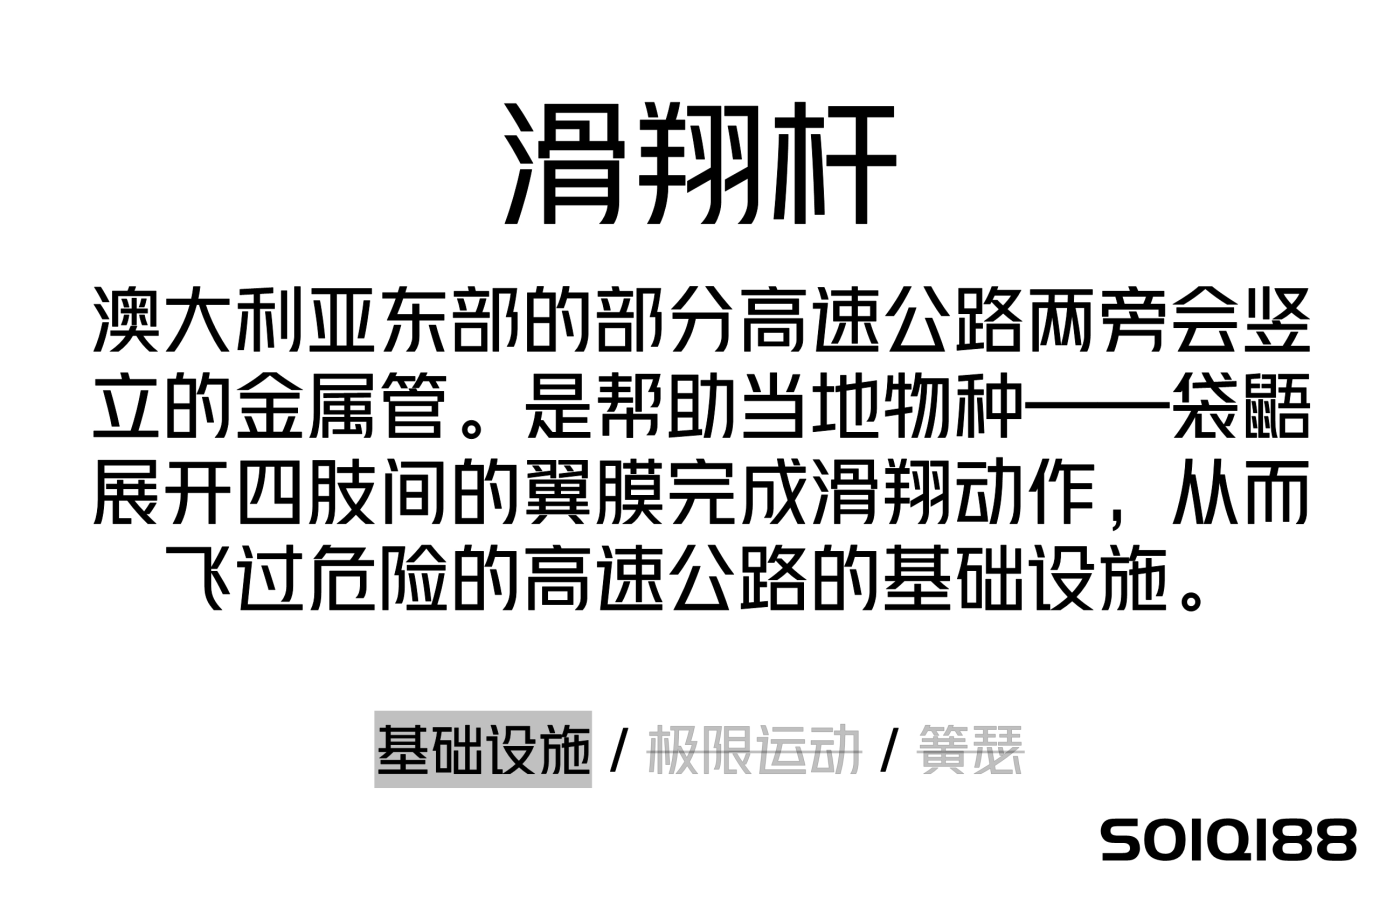 滑翔杆
澳大利亚东部的部分高速公路两旁会竖
立的金属管。是帮助当地物种——袋鼯
展开四肢间的翼膜完成滑翔动作，从而
飞过危险的高速公路的基础设施。
基础设施 / 极限运动 / 簧瑟
SOIQI88